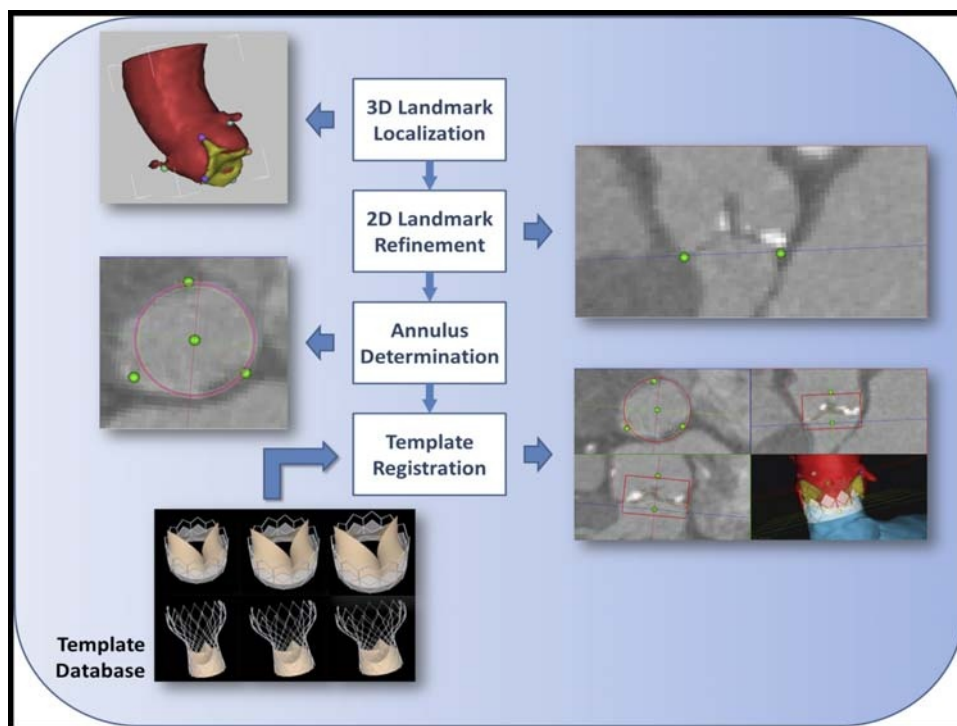 3D Landmark
Localization
2D Landmark
Refinement
Annulus
Determination
Template
Registration
Template
Database